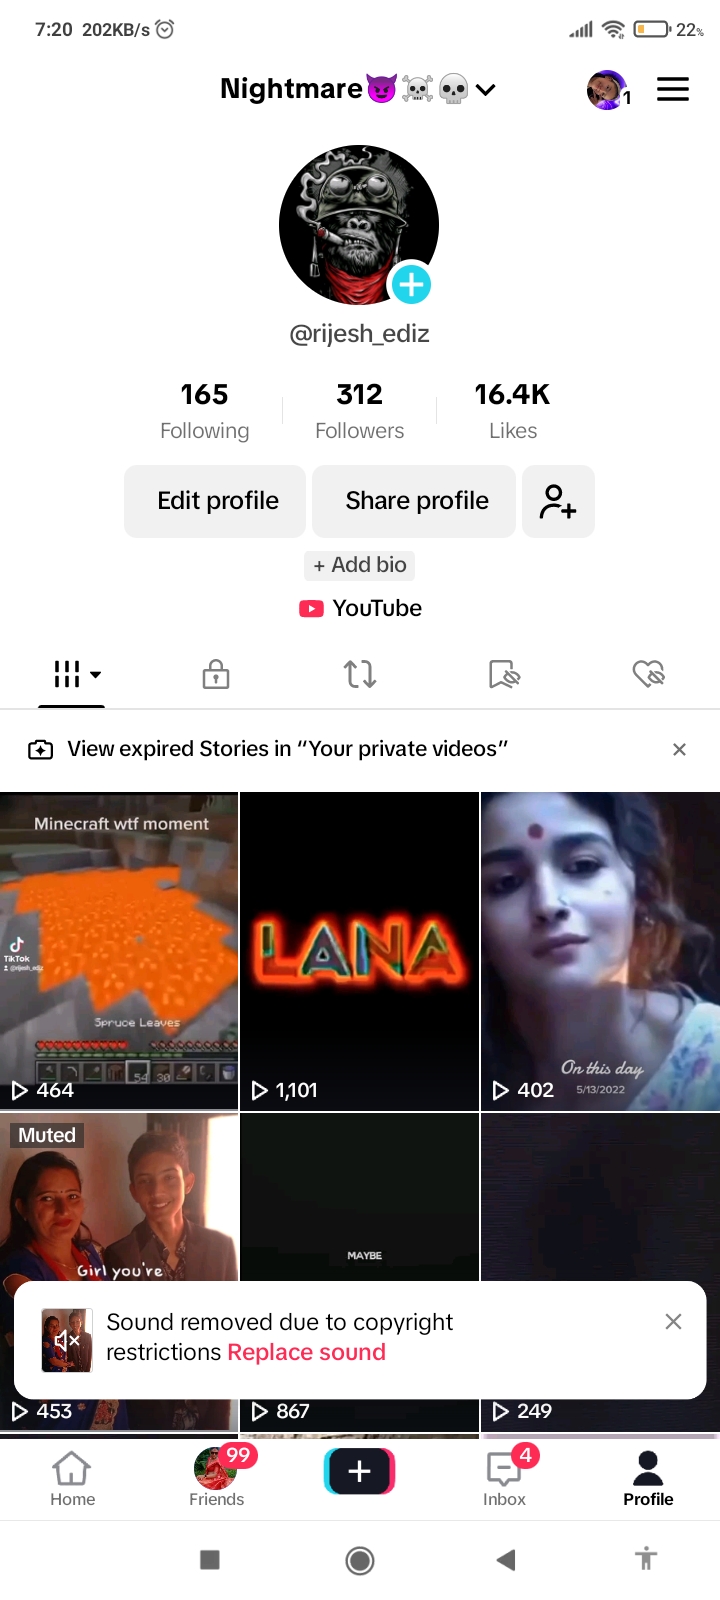 7:20 202KB/s 22%
Nightmare😈☠️💀
1
@rijesh_ediz
165 312 16.4K
Following Followers Likes
Edit profile Share profile
+ Add bio
YouTube
View expired Stories in “Your private videos”
Minecraft wtf moment
TikTok
@rijesh_ediz
Spruce Leaves
54 30
464
LANA
1,101
On this day
5/13/2022
402
Muted
Girl you're
MAYBE
Sound removed due to copyright
restrictions Replace sound
453 867 249
99 4
Home Friends Inbox Profile